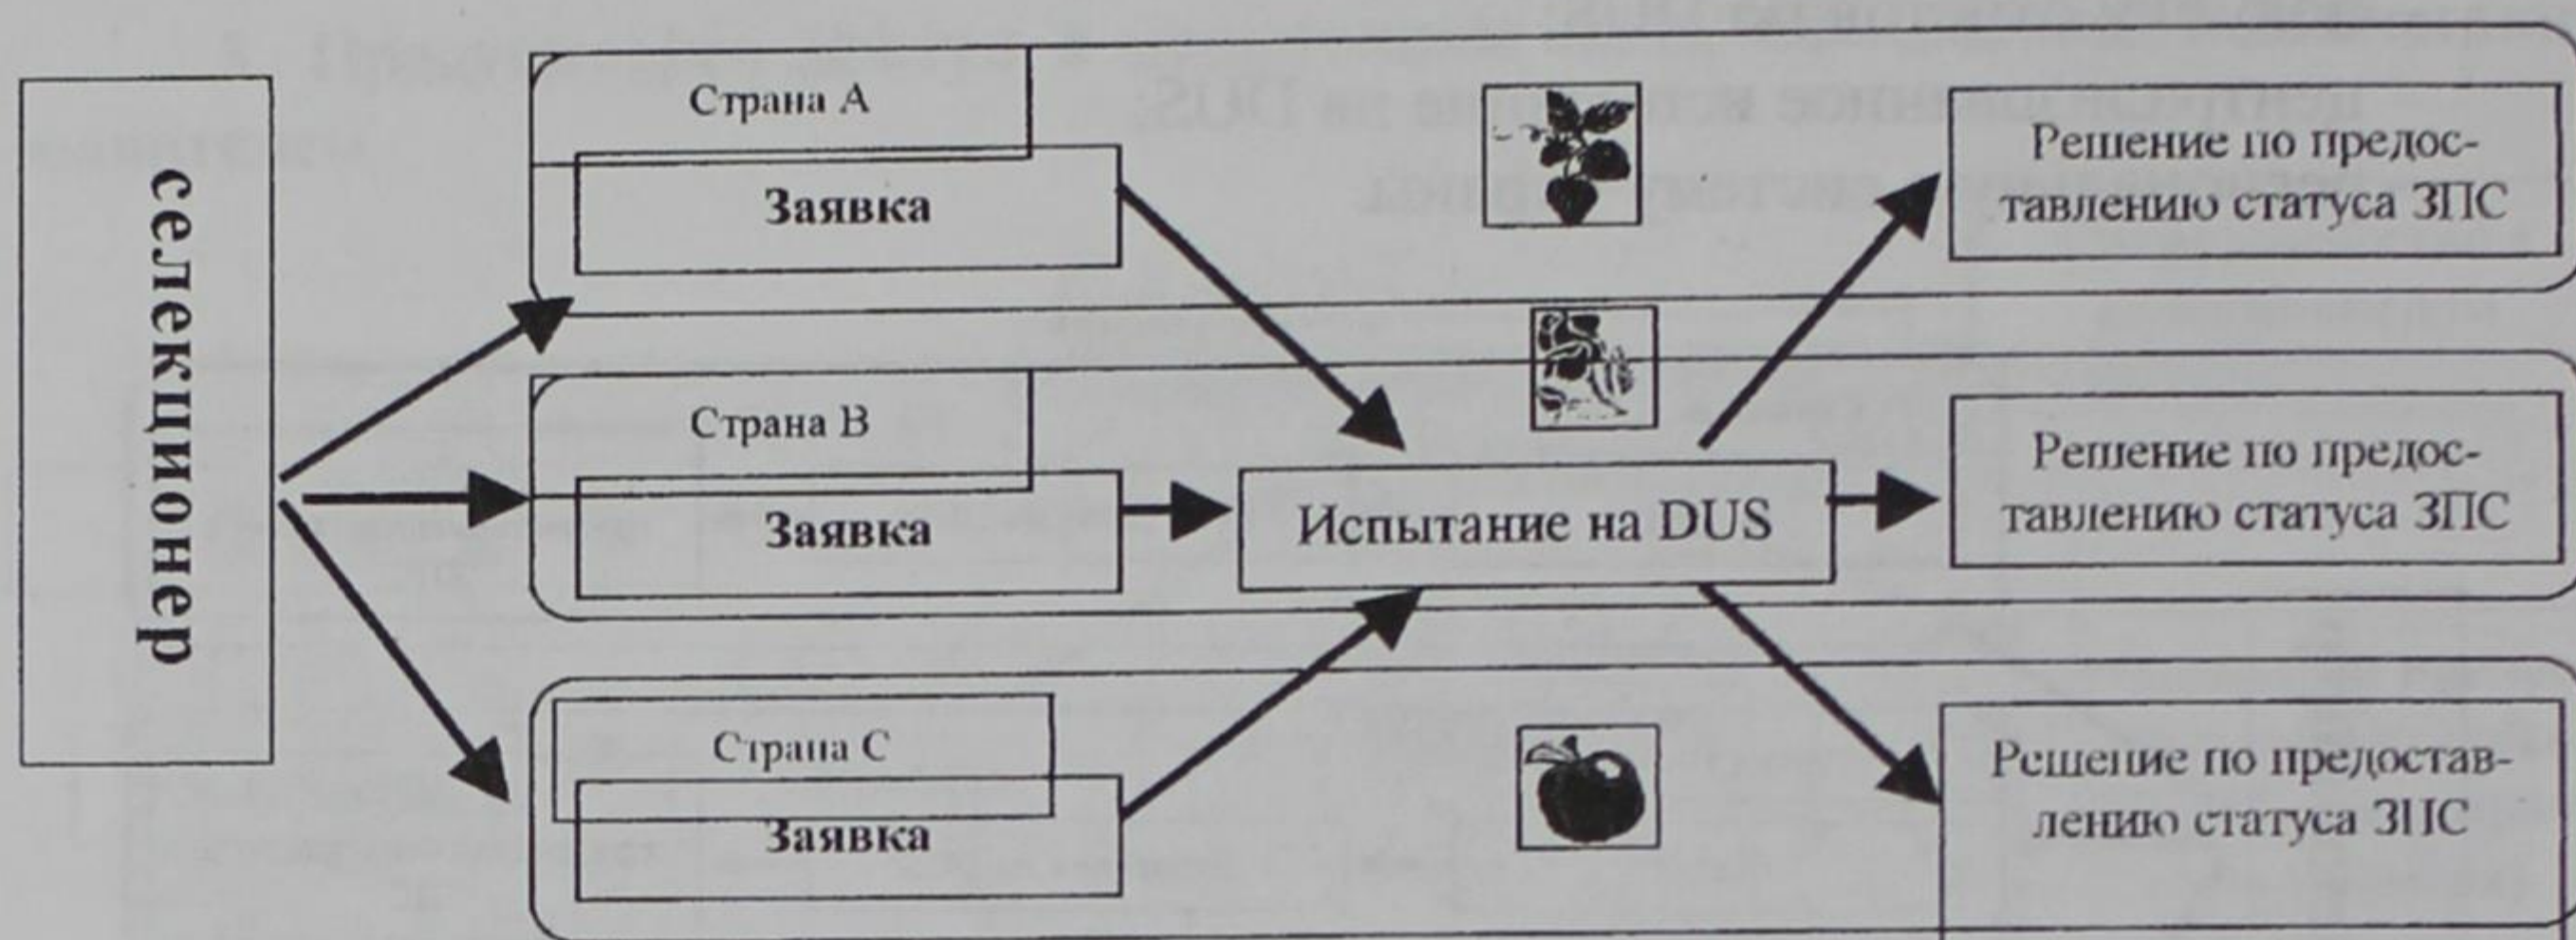 селекционер
Страна А
Заявка
Решение по предос-
тавлению статуса ЗПС
Страна В
Заявка
Испытание на DUS
Решение по предос-
тавлению статуса ЗПС
Страна С
Заявка
Решение по предостав-
лению статуса ЗПС